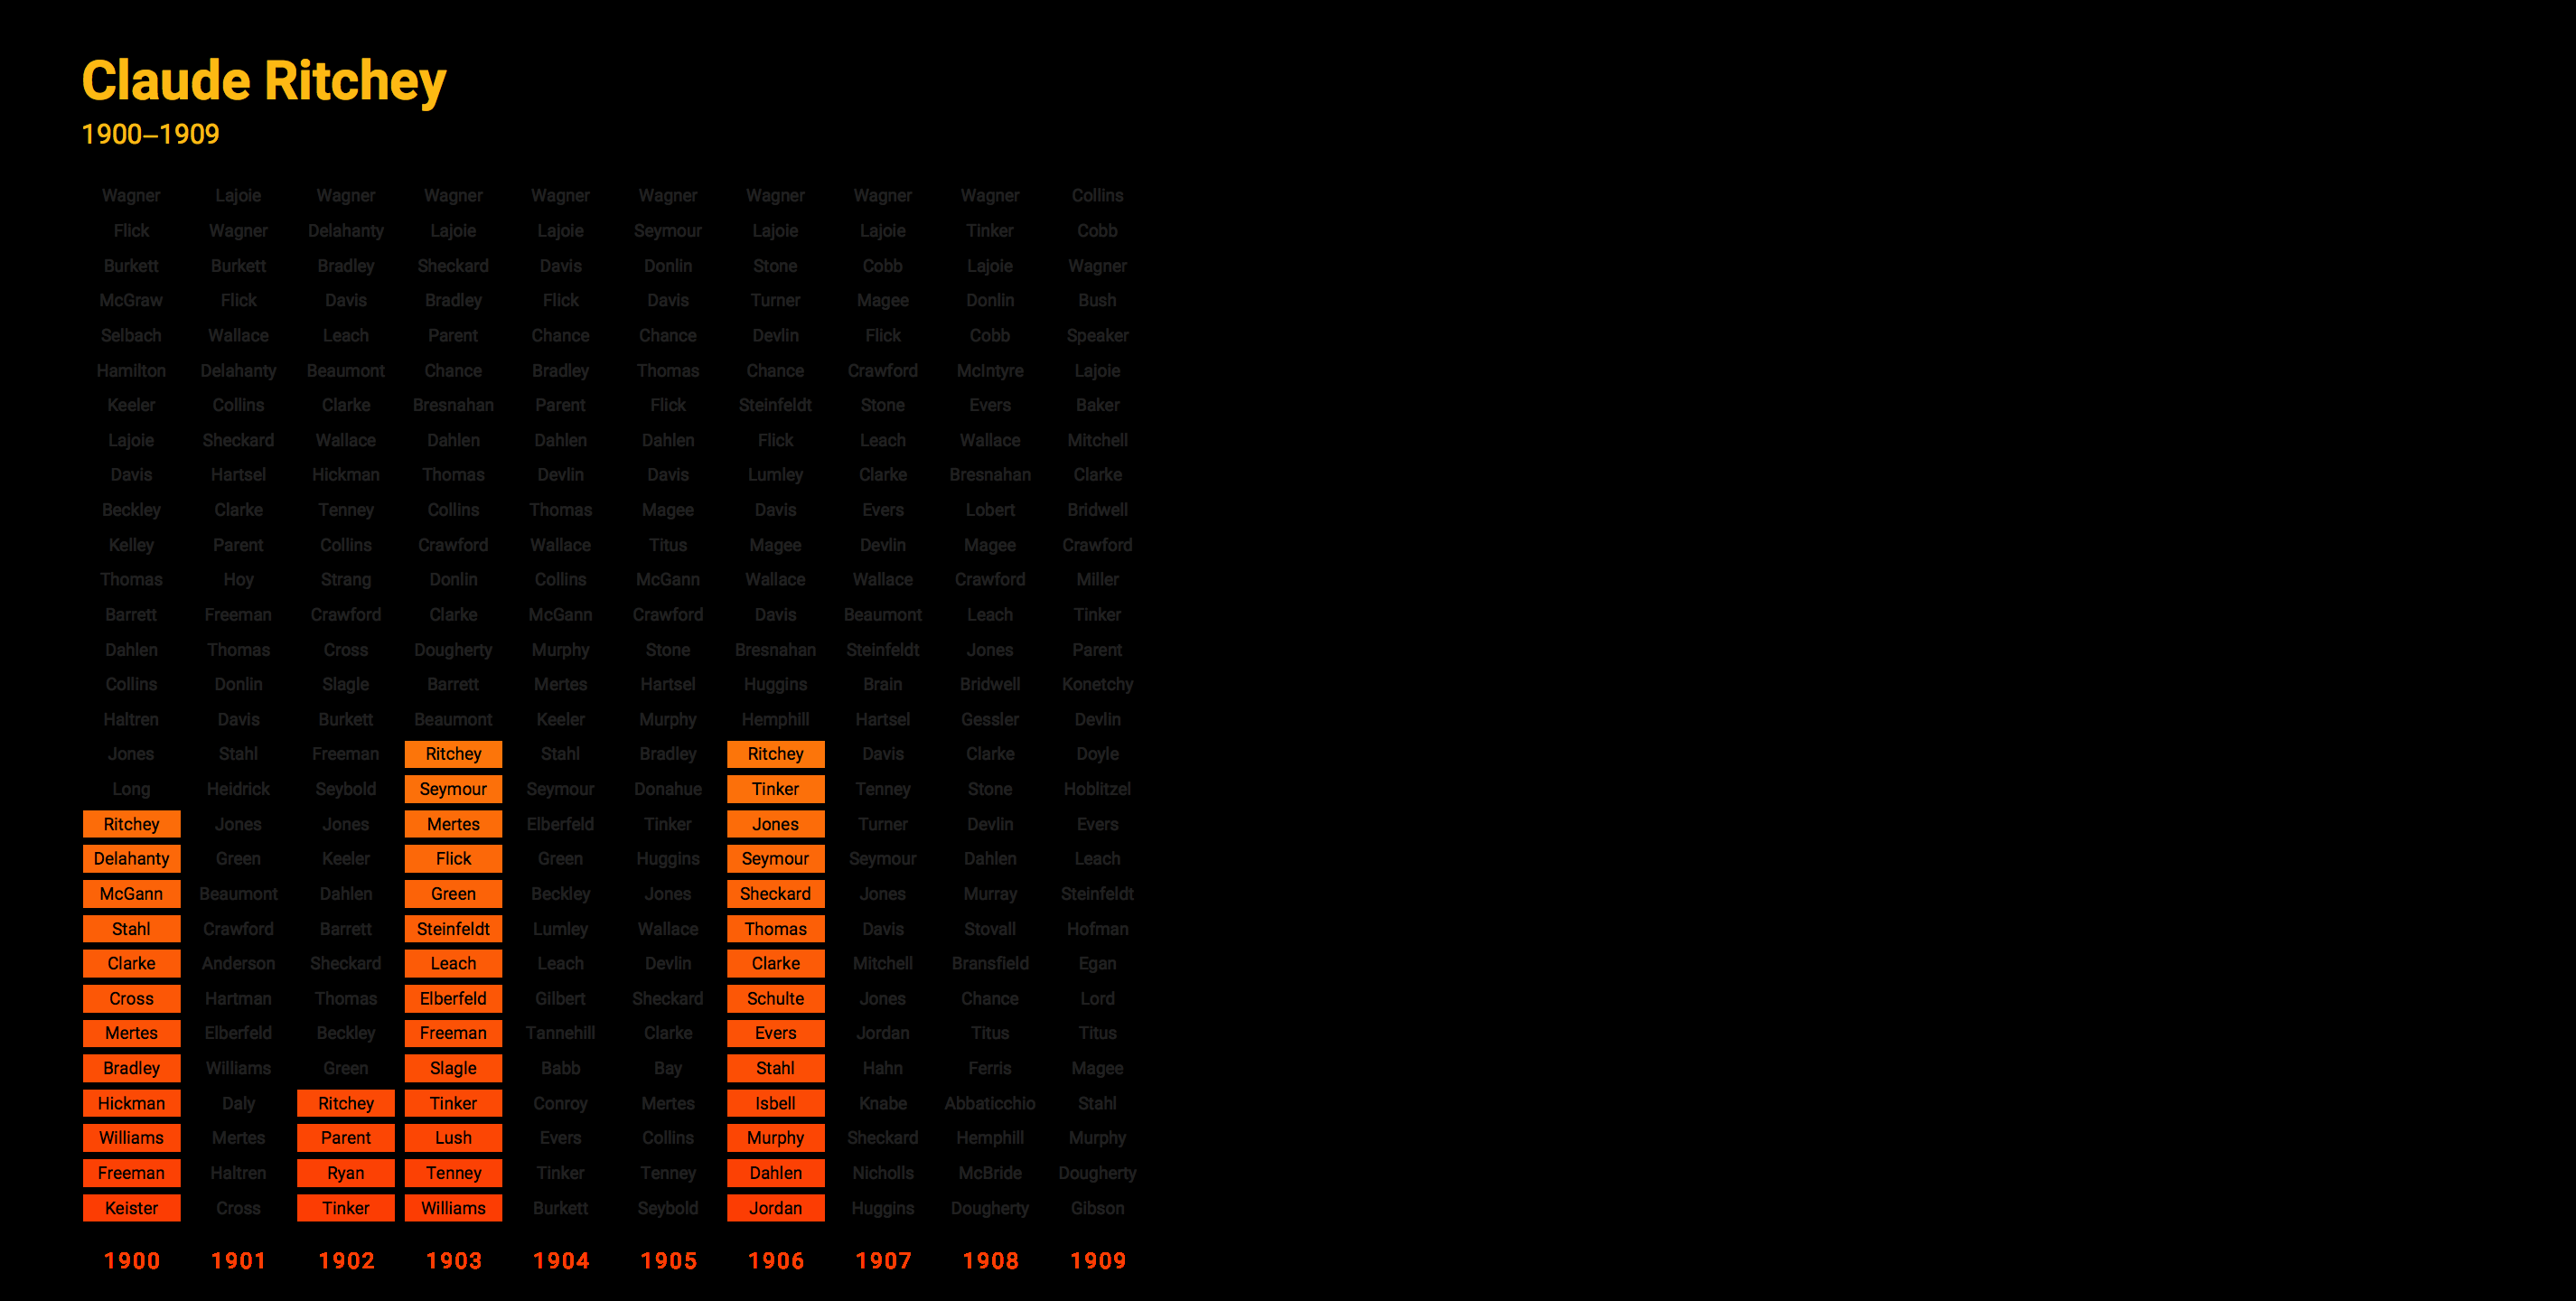 Claude Ritchey
1900–1909
Wagner Lajoie Wagner Wagner Wagner Wagner Wagner Wagner Wagner Collins
Flick Wagner Delahanty Lajoie Lajoie Seymour Lajoie Lajoie Tinker Cobb
Burkett Burkett Bradley Sheckard Davis Donlin Stone Cobb Lajoie Wagner
McGraw Flick Davis Bradley Flick Davis Turner Magee Donlin Bush
Selbach Wallace Leach Parent Chance Chance Devlin Flick Cobb Speaker
Hamilton Delahanty Beaumont Chance Bradley Thomas Chance Crawford McIntyre Lajoie
Keeler Collins Clarke Bresnahan Parent Flick Steinfeldt Stone Evers Baker
Lajoie Sheckard Wallace Dahlen Dahlen Dahlen Flick Leach Wallace Mitchell
Davis Hartsel Hickman Thomas Devlin Davis Lumley Clarke Bresnahan Clarke
Beckley Clarke Tenney Collins Thomas Magee Davis Evers Lobert Bridwell
Kelley Parent Collins Crawford Wallace Titus Magee Devlin Magee Crawford
Thomas Hoy Strang Donlin Collins McGann Wallace Wallace Crawford Miller
Barrett Freeman Crawford Clarke McGann Crawford Davis Beaumont Leach Tinker
Dahlen Thomas Cross Dougherty Murphy Stone Bresnahan Steinfeldt Jones Parent
Collins Donlin Slagle Barrett Mertes Hartsel Huggins Brain Bridwell Konetchy
Haltren Davis Burkett Beaumont Keeler Murphy Hemphill Hartsel Gessler Devlin
Jones Stahl Freeman Ritchey Stahl Bradley Ritchey Davis Clarke Doyle
Long Heidrick Seybold Seymour Seymour Donahue Tinker Tenney Stone Hoblitzel
Ritchey Jones Jones Mertes Elberfeld Tinker Jones Turner Devlin Evers
Delahanty Green Keeler Flick Green Huggins Seymour Seymour Dahlen Leach
McGann Beaumont Dahlen Green Beckley Jones Sheckard Jones Murray Steinfeldt
Stahl Crawford Barrett Steinfeldt Lumley Wallace Thomas Davis Stovall Hofman
Clarke Anderson Sheckard Leach Leach Devlin Clarke Mitchell Bransfield Egan
Cross Hartman Thomas Elberfeld Gilbert Sheckard Schulte Jones Chance Lord
Mertes Elberfeld Beckley Freeman Tannehill Clarke Evers Jordan Titus Titus
Bradley Williams Green Slagle Babb Bay Stahl Hahn Ferris Magee
Hickman Daly Ritchey Tinker Conroy Mertes Isbell Knabe Abbaticchio Stahl
Williams Mertes Parent Lush Evers Collins Murphy Sheckard Hemphill Murphy
Freeman Haltren Ryan Tenney Tinker Tenney Dahlen Nicholls McBride Dougherty
Keister Cross Tinker Williams Burkett Seybold Jordan Huggins Dougherty Gibson
1900 1901 1902 1903 1904 1905 1906 1907 1908 1909